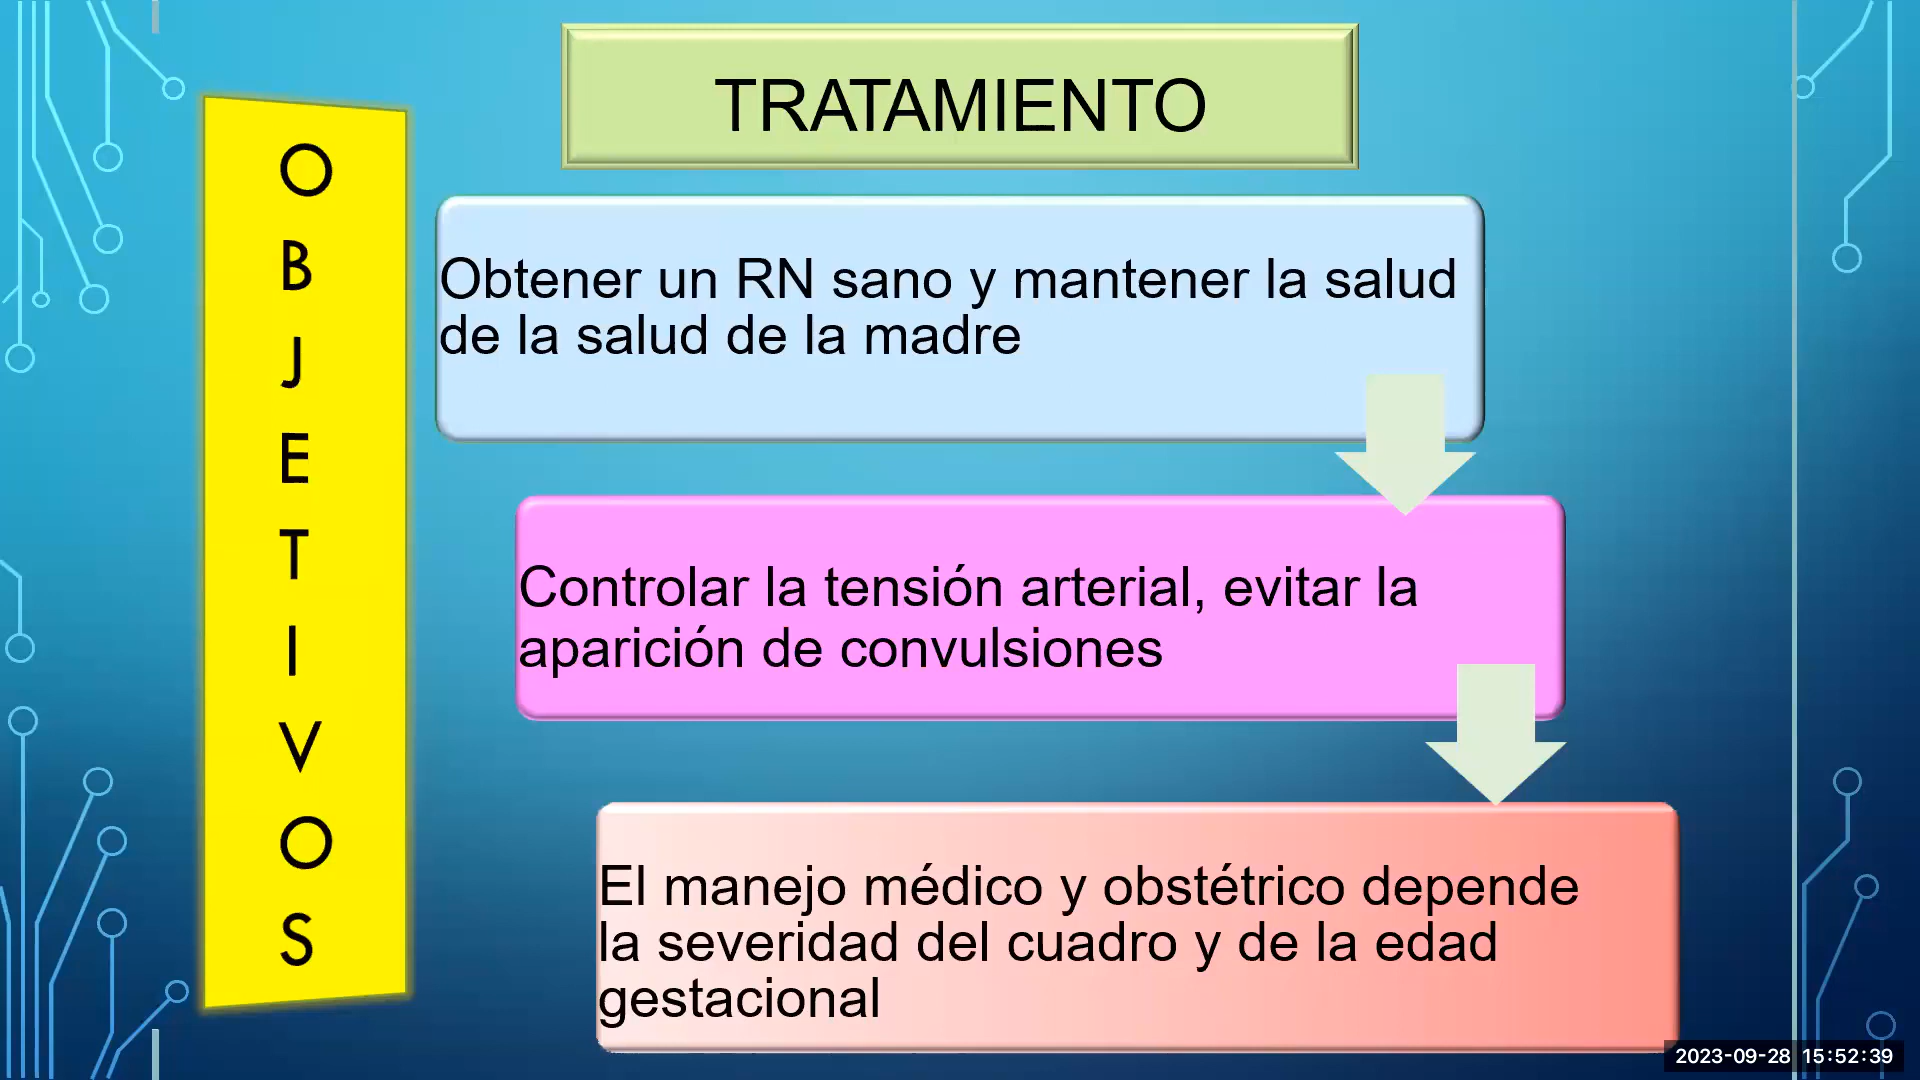 TRATAMIENTO
O
B
J
E
T
I
V
O
S
Obtener un RN sano y mantener la salud
de la salud de la madre
Controlar la tensión arterial, evitar la
aparición de convulsiones
El manejo médico y obstétrico depende
la severidad del cuadro y de la edad
gestacional
2023-09-28 15:52:39